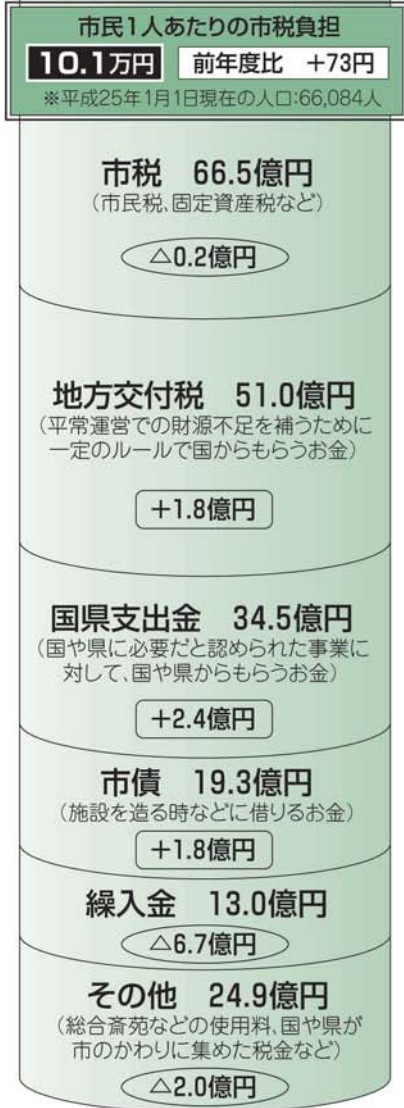 市民1人あたりの市税負担
10.1万円 前年度比 +73円
※平成25年1月1日現在の人口:66,084人
市税 66.5億円
(市民税、固定資産税など)
△0.2億円
地方交付税 51.0億円
(平常運営での財源不足を補うために
一定のルールで国からもらうお金)
+1.8億円
国県支出金 34.5億円
(国や県に必要だと認められた事業に
対して、国や県からもらうお金)
+2.4億円
市債 19.3億円
(施設を造る時などに借りるお金)
+1.8億円
繰入金 13.0億円
△6.7億円
その他 24.9億円
(総合斎苑などの使用料、国や県が
市のかわりに集めた税金など)
△2.0億円